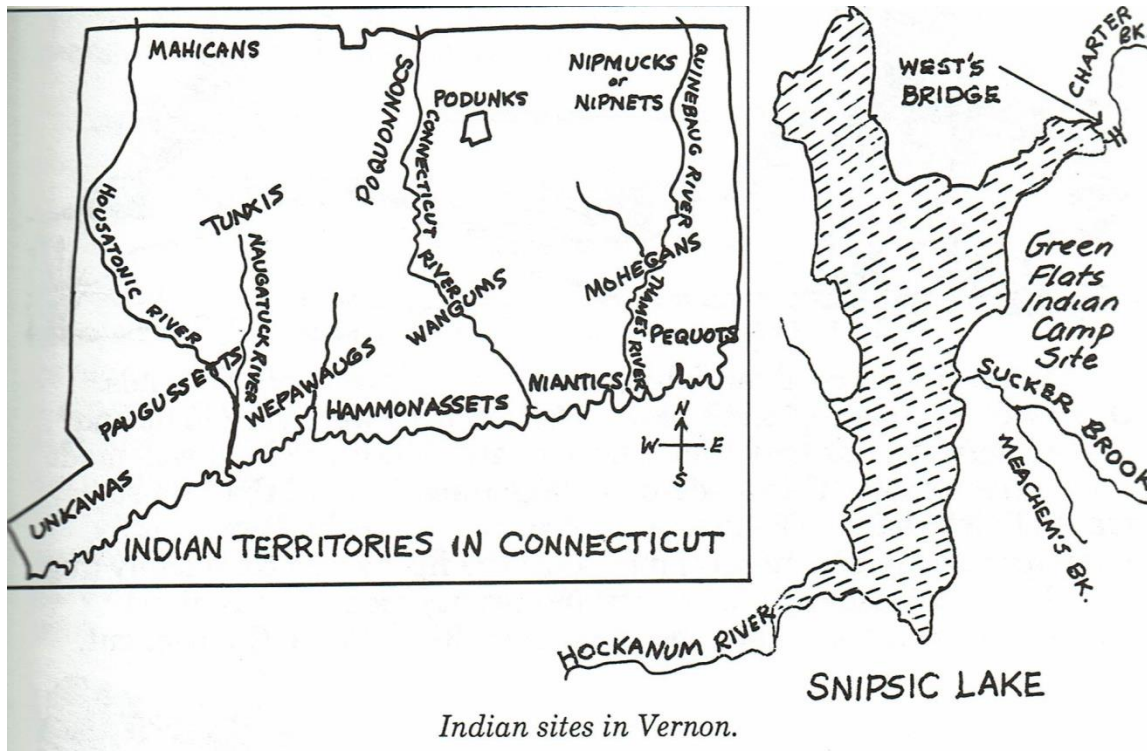 MAHICANS
HOUSATONIC RIVER
TUNXIS
NAUGATUCK RIVER
POQUONNOCS
CONNECTICUT RIVER
PODUNKS
NIPMUCKS
or
NIPNETS
QUINEBAUG RIVER
MOHEGANS
THAMES RIVER
WANGUMS
PEQUOTS
PAUGUSSETTS
WEPAWAUGS
HAMMONASSETS
NIANTICS
UNKAWAS
N
W E
S
INDIAN TERRITORIES IN CONNECTICUT
CHARTER
BK
WEST'S
BRIDGE
Green
Flats
Indian
Camp
Site
SUCKER BROOK
MEACHEM'S BK.
HOCKANUM RIVER
SNIPSIC LAKE
Indian sites in Vernon.